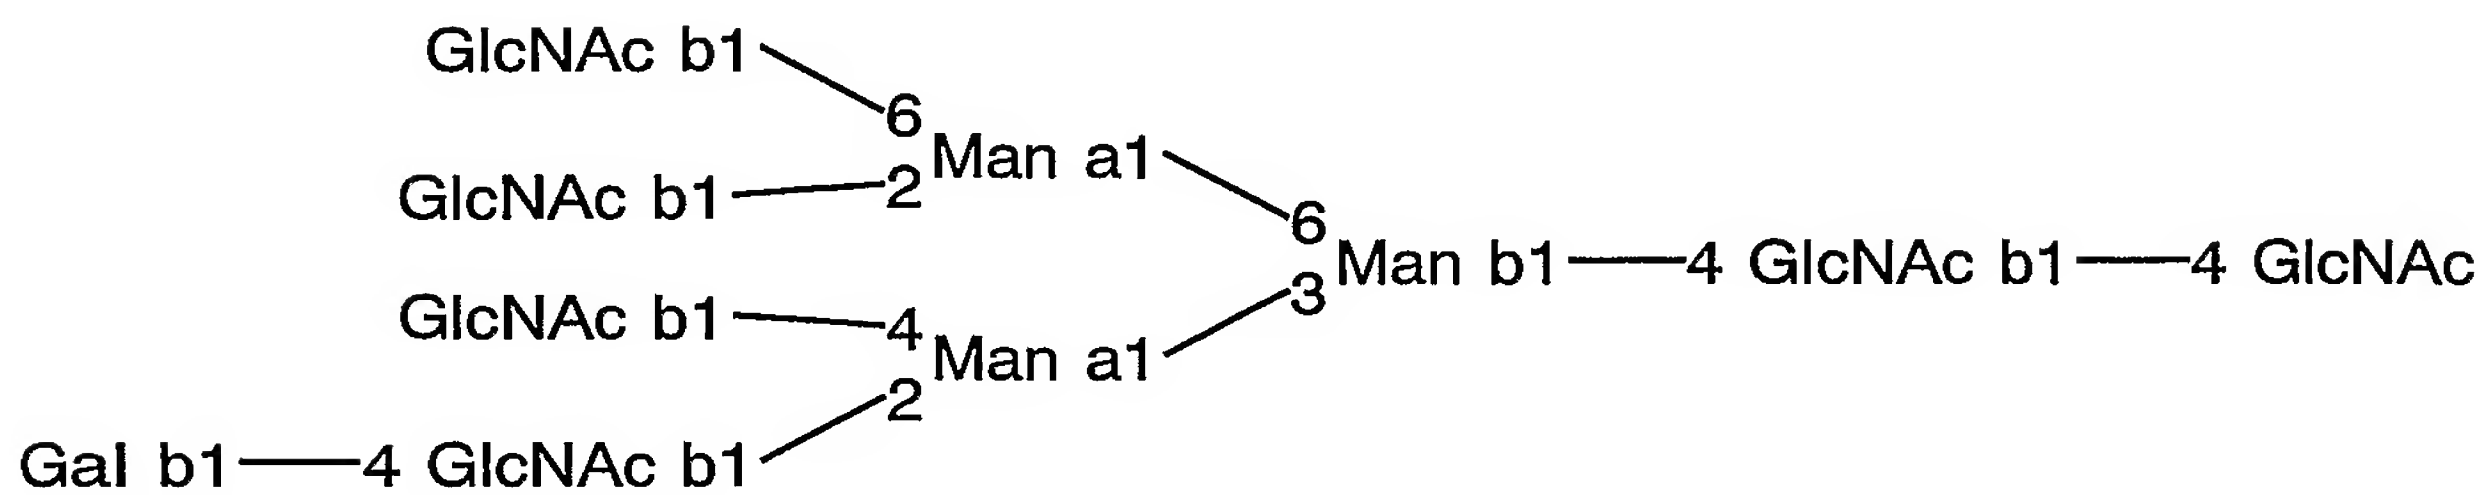 GlcNAc b1
6
Man a1
GlcNAc b1 2
6
Man b1 4 GlcNAc b1 4 GlcNAc
3
GlcNAc b1 4
Man a1
2
Gal b1 4 GlcNAc b1